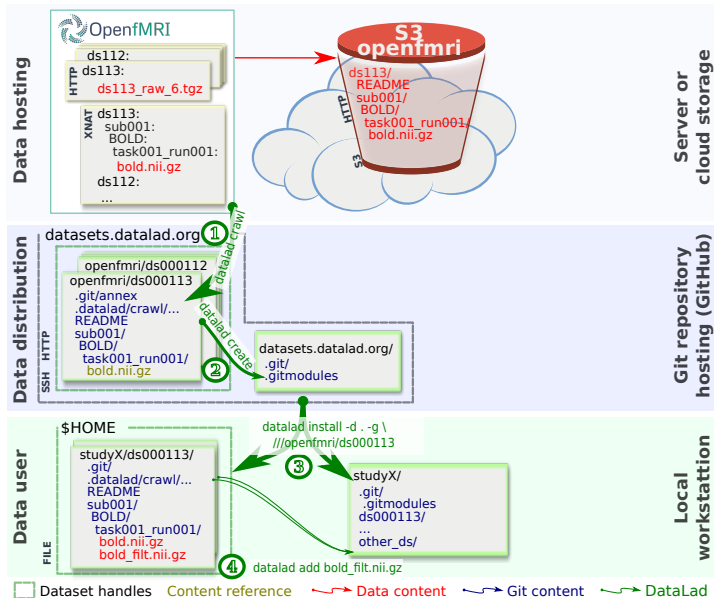 Data hosting
OpenfMRI
HTTP
ds112:
ds113:
ds113_raw_6.tgz
XNAT
ds113:
sub001:
BOLD:
task001_run001:
bold.nii.gz
ds112:
...
S3
openfmri
ds113/
README
sub001/
BOLD/
task001_run001/
bold.nii.gz
HTTP
S3
Server or
cloud storage
Data distribution
datasets.datalad.org
1
datalad crawl
SSH HTTP
openfmri/ds000112
openfmri/ds000113
.git/annex
.datalad/crawl/...
README
sub001/
BOLD/
task001_run001/
bold.nii.gz
2
datalad create
datasets.datalad.org/
.git/
.gitmodules
Git repository
hosting (GitHub)
Data user
$HOME
FILE
studyX/ds000113/
.git/
.datalad/crawl/...
README
sub001/
BOLD/
task001_run001/
bold.nii.gz
bold_filt.nii.gz
datalad install -d . -g \
///openfmri/ds000113
3
studyX/
.git/
.gitmodules
ds000113/
...
other_ds/
4
datalad add bold_filt.nii.gz
Local
workstattion
Dataset handles Content reference Data content Git content DataLad